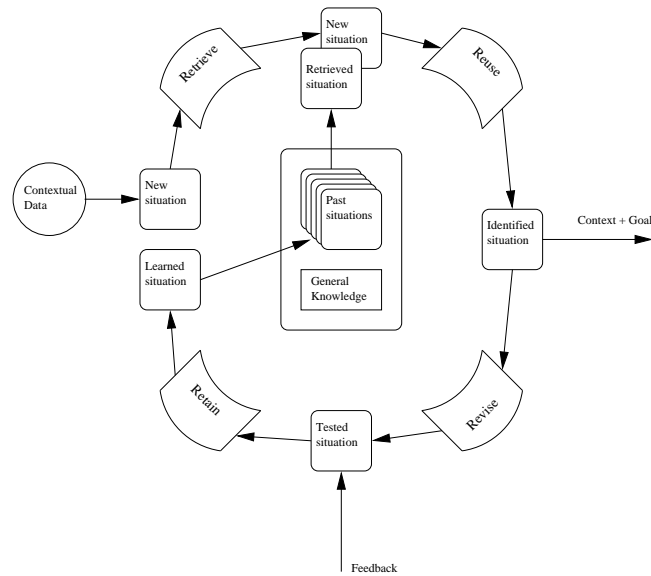 New
situation
Retrieved
situation
Retrieve
Reuse
Contextual
Data
New
situation
Past
situations
Identified
situation
Context + Goal
Learned
situation
General
Knowledge
Retain
Tested
situation
Revise
Feedback